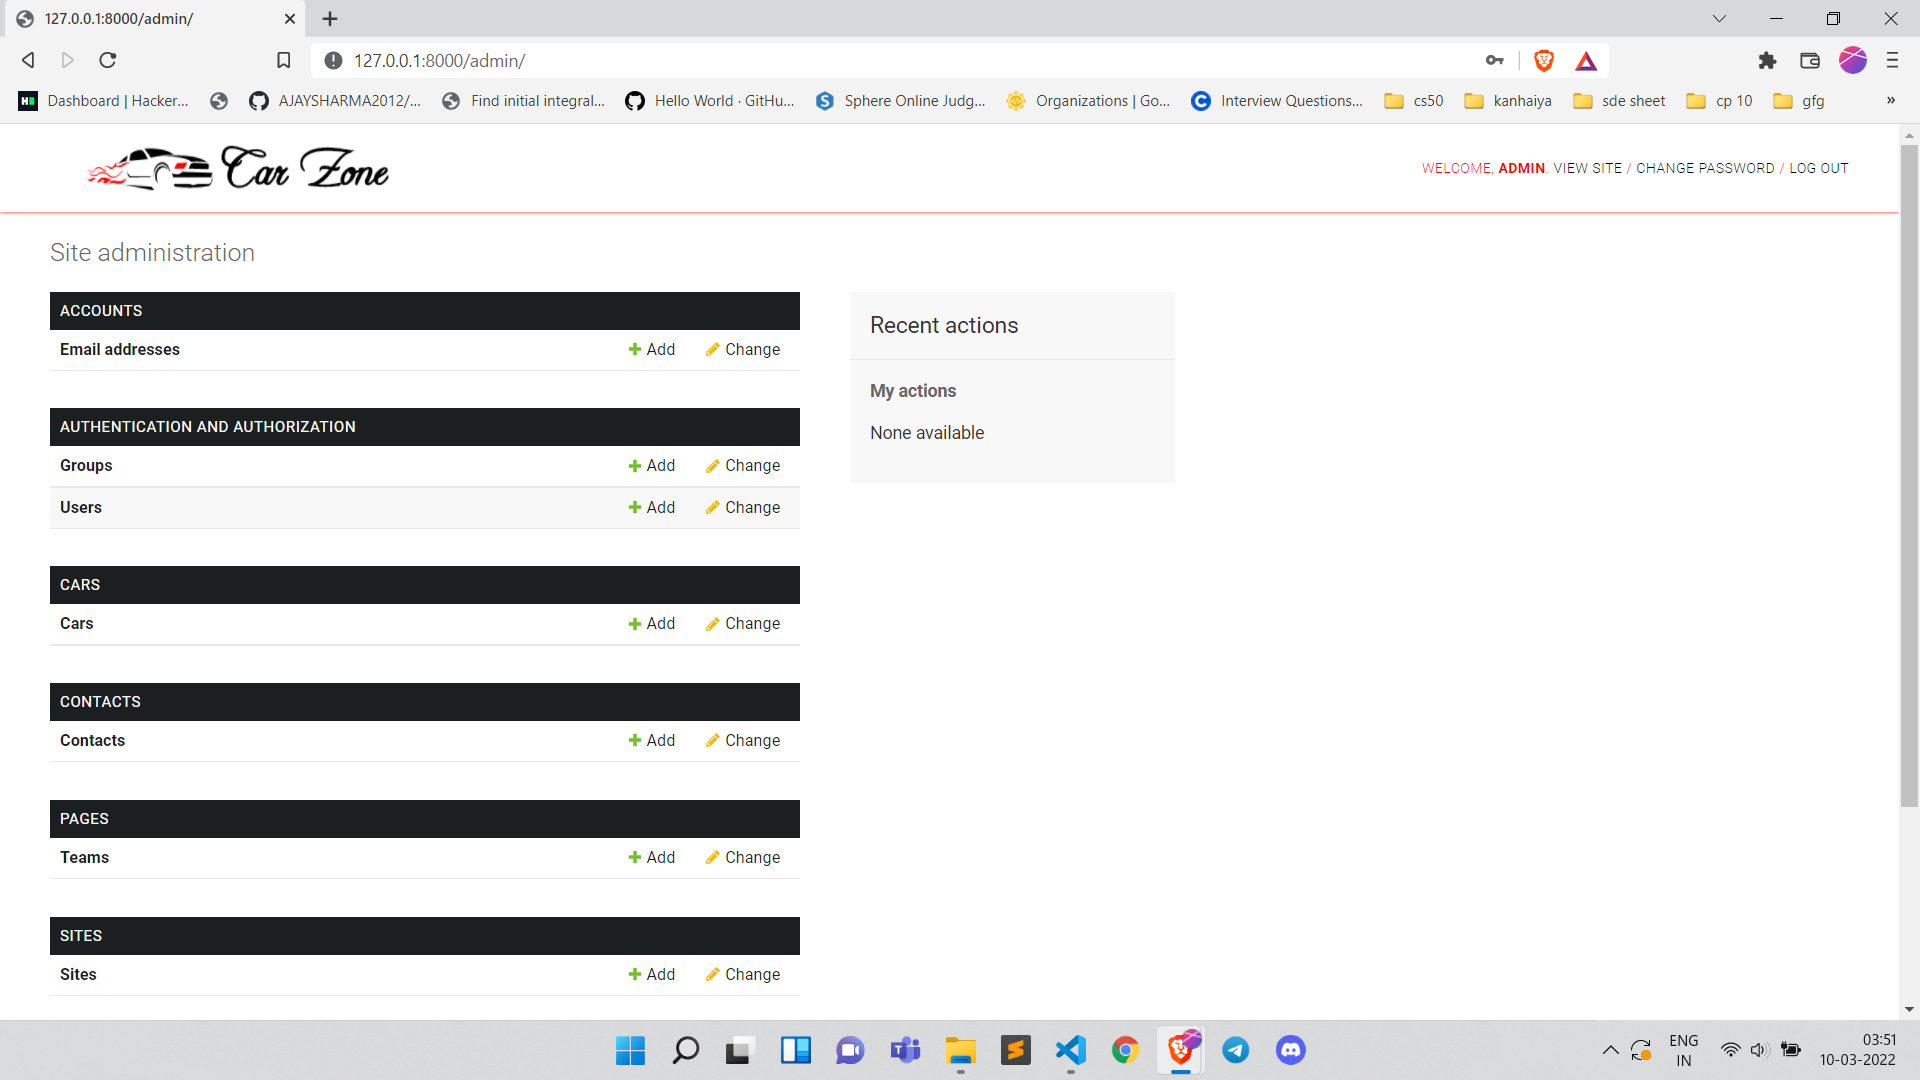 127.0.0.1:8000/admin/
127.0.0.1:8000/admin/
Dashboard | Hacker...
AJAYSHARMA2012/...
Find initial integral...
Hello World · GitHu...
Sphere Online Judg...
Organizations | Go...
Interview Questions...
cs50
kanhaiya
sde sheet
cp 10
gfg
»
Car Zone
WELCOME, ADMIN. VIEW SITE / CHANGE PASSWORD / LOG OUT
Site administration
ACCOUNTS
Email addresses Add Change
AUTHENTICATION AND AUTHORIZATION
Groups Add Change
Users Add Change
CARS
Cars Add Change
CONTACTS
Contacts Add Change
PAGES
Teams Add Change
SITES
Sites Add Change
Recent actions
My actions
None available
ENG
IN
03:51
10-03-2022